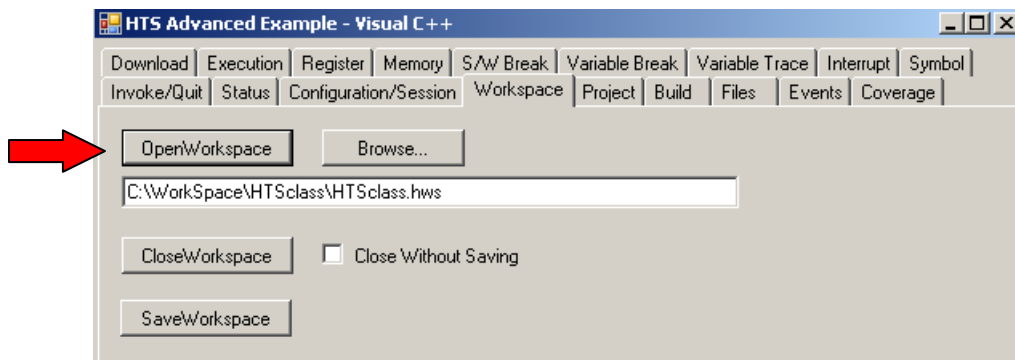 HTS Advanced Example - Visual C++
Download Execution Register Memory S/W Break Variable Break Variable Trace Interrupt Symbol
Invoke/Quit Status Configuration/Session Workspace Project Build Files Events Coverage
OpenWorkspace Browse...
C:\WorkSpace\HTSclass\HTSclass.hws
CloseWorkspace Close Without Saving
SaveWorkspace